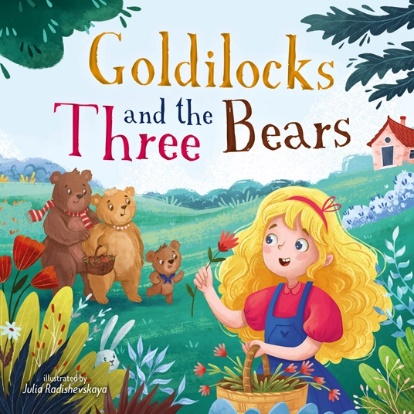 Goldilocks
and the
Three Bears
illustrated by
Julia Radishevskaya